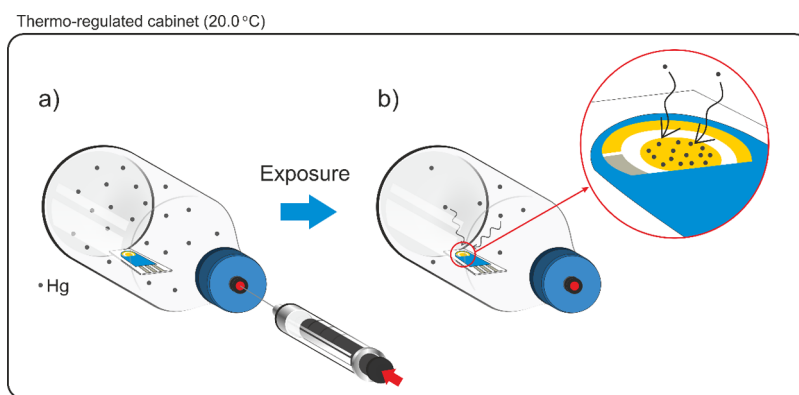 Thermo-regulated cabinet (20.0 °C)
a)
b)
Exposure
Hg